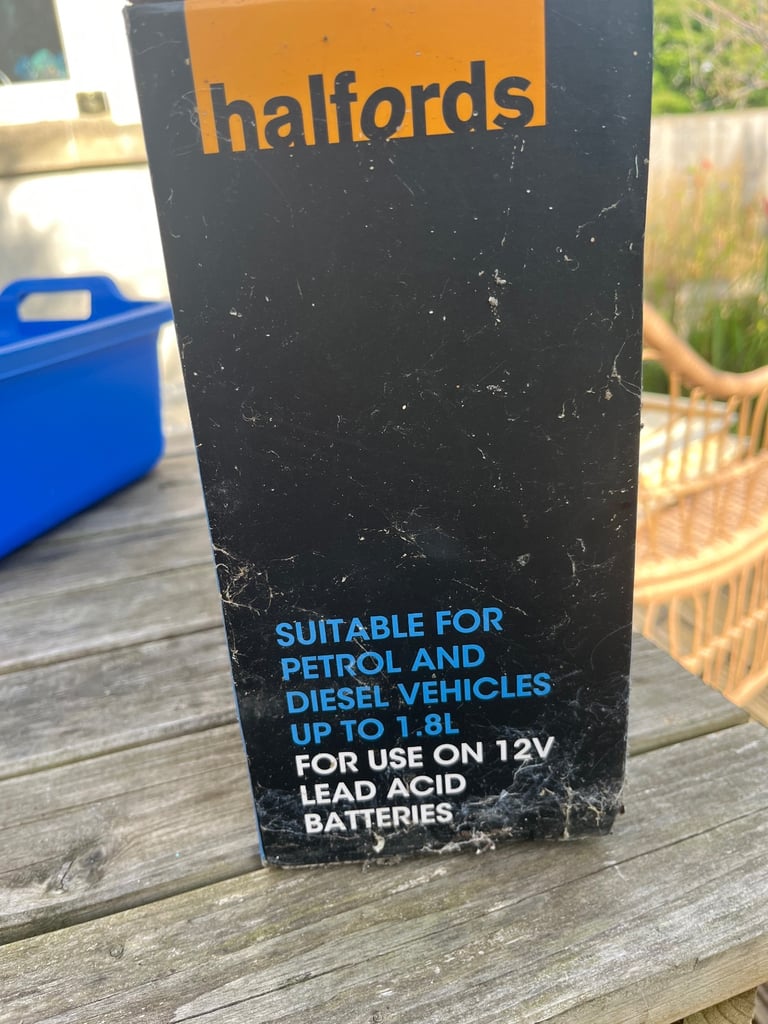 halfords
SUITABLE FOR
PETROL AND
DIESEL VEHICLES
UP TO 1.8L
FOR USE ON 12V
LEAD ACID
BATTERIES